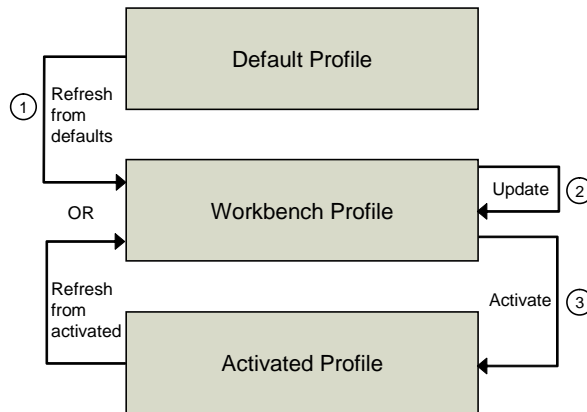 Default Profile
1
Refresh
from
defaults
Workbench Profile
Update
2
OR
Refresh
from
activated
Activate
3
Activated Profile